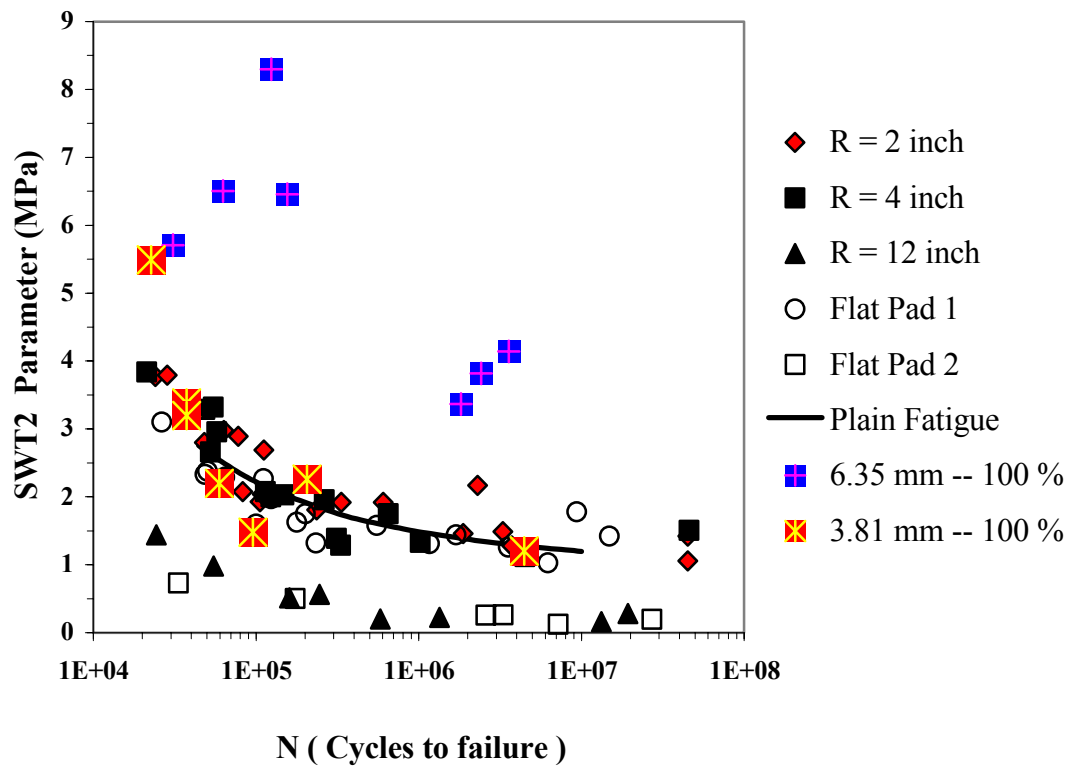 9
8
7
6
5
4
3
2
1
0
SWT2 Parameter (MPa)
1E+04 1E+05 1E+06 1E+07 1E+08
N ( Cycles to failure )
R = 2 inch
R = 4 inch
R = 12 inch
Flat Pad 1
Flat Pad 2
Plain Fatigue
6.35 mm -- 100 %
3.81 mm -- 100 %